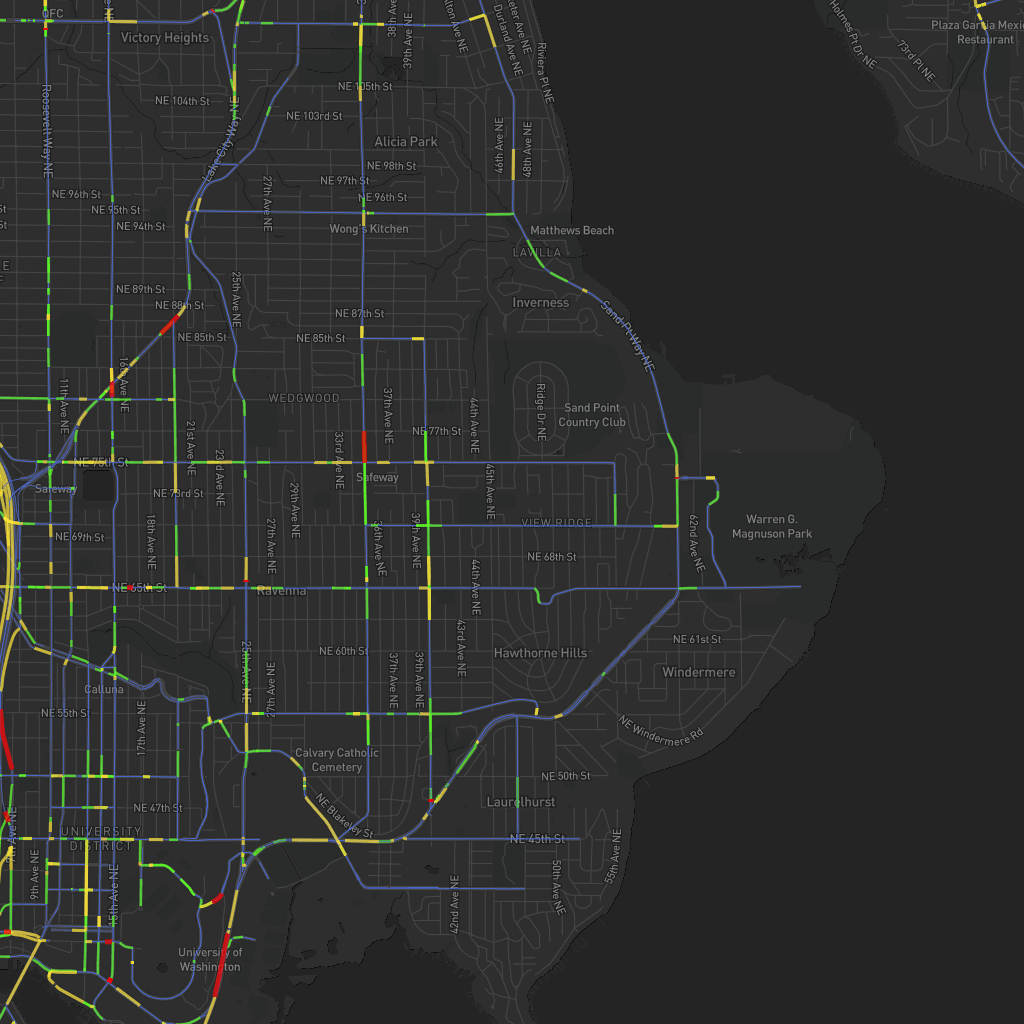 OFC
Victory Heights
Roosevelt Way NE
NE 104th St
Lake City Way NE
NE 103rd St
NE 105th St
38th Ave
39th Ave NE
Alicia Park
Durland Ave NE
Riviera Pl NE
46th Ave NE
48th Ave NE
Holmes Pt Dr NE
73rd Pl NE
Plaza Garcia Mexic
Restaurant
NE 98th St
NE 97th St
NE 96th St
NE 96th St
NE 95th St
NE 94th St
27th Ave NE
Wong's Kitchen
Matthews Beach
LAVILLA
NE 89th St
NE 88th St
25th Ave NE
NE 87th St
NE 85th St
NE 85th St
Inverness
Sand Pt Way NE
16th Ave NE
11th Ave NE
WEDGWOOD
37th Ave NE
44th Ave NE
Ridge Dr NE
Sand Point
Country Club
21st Ave NE
33rd Ave NE
NE 77th St
NE 75th St
23rd Ave NE
Safeway
Safeway
45th Ave NE
NE 73rd St
29th Ave NE
18th Ave NE
NE 69th St
27th Ave NE
36th Ave NE
39th Ave NE
VIEW RIDGE
62nd Ave NE
Warren G.
Magnuson Park
NE 68th St
NE 65th St
Ravenna
44th Ave NE
43rd Ave NE
NE 60th St
NE 61st St
Hawthorne Hills
Windermere
25th Ave NE
27th Ave NE
37th Ave NE
39th Ave NE
Calluna
NE 55th S
17th Ave NE
NE Windermere Rd
Calvary Catholic
Cemetery
NE 50th St
NE 47th St
NE Blakeley St
Laurelhurst
UNIVERSITY
DISTRICT
NE 45th St
7th Ave NE
9th Ave NE
15th Ave NE
42nd Ave NE
50th Ave NE
55th Ave NE
University of
Washington